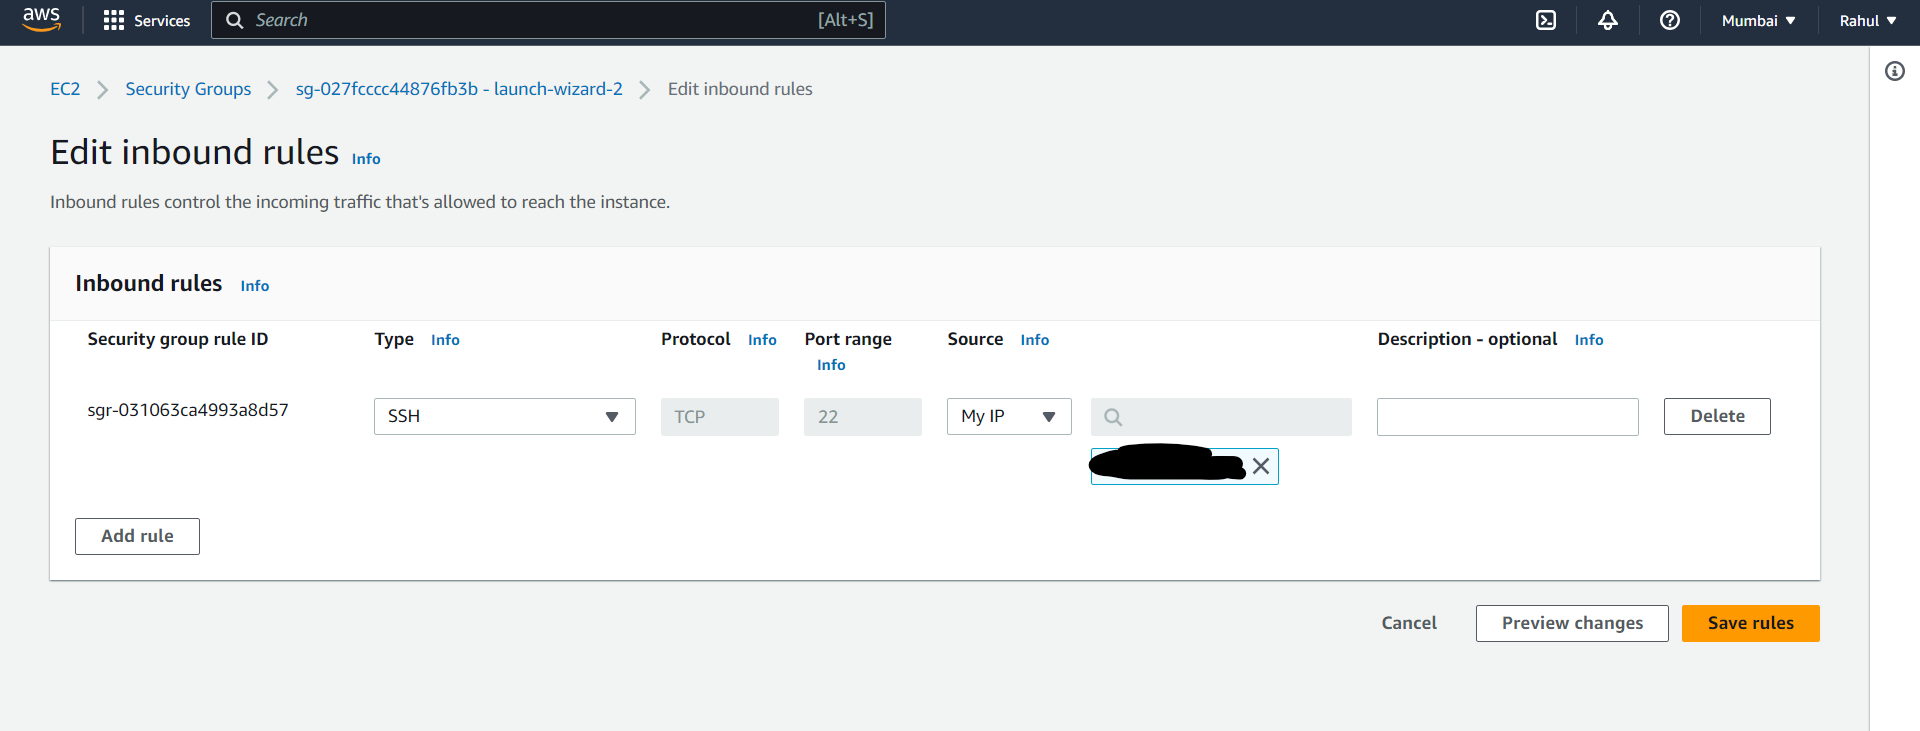 aws Services Search [Alt+S] Mumbai Rahul
EC2 Security Groups sg-027fcccc44876fb3b - launch-wizard-2 Edit inbound rules
Edit inbound rules Info
Inbound rules control the incoming traffic that's allowed to reach the instance.
Inbound rules Info
Security group rule ID Type Info Protocol Info Port range Info Source Info Description - optional Info
sgr-031063ca4993a8d57 SSH TCP 22 My IP Delete
Add rule
Cancel Preview changes Save rules